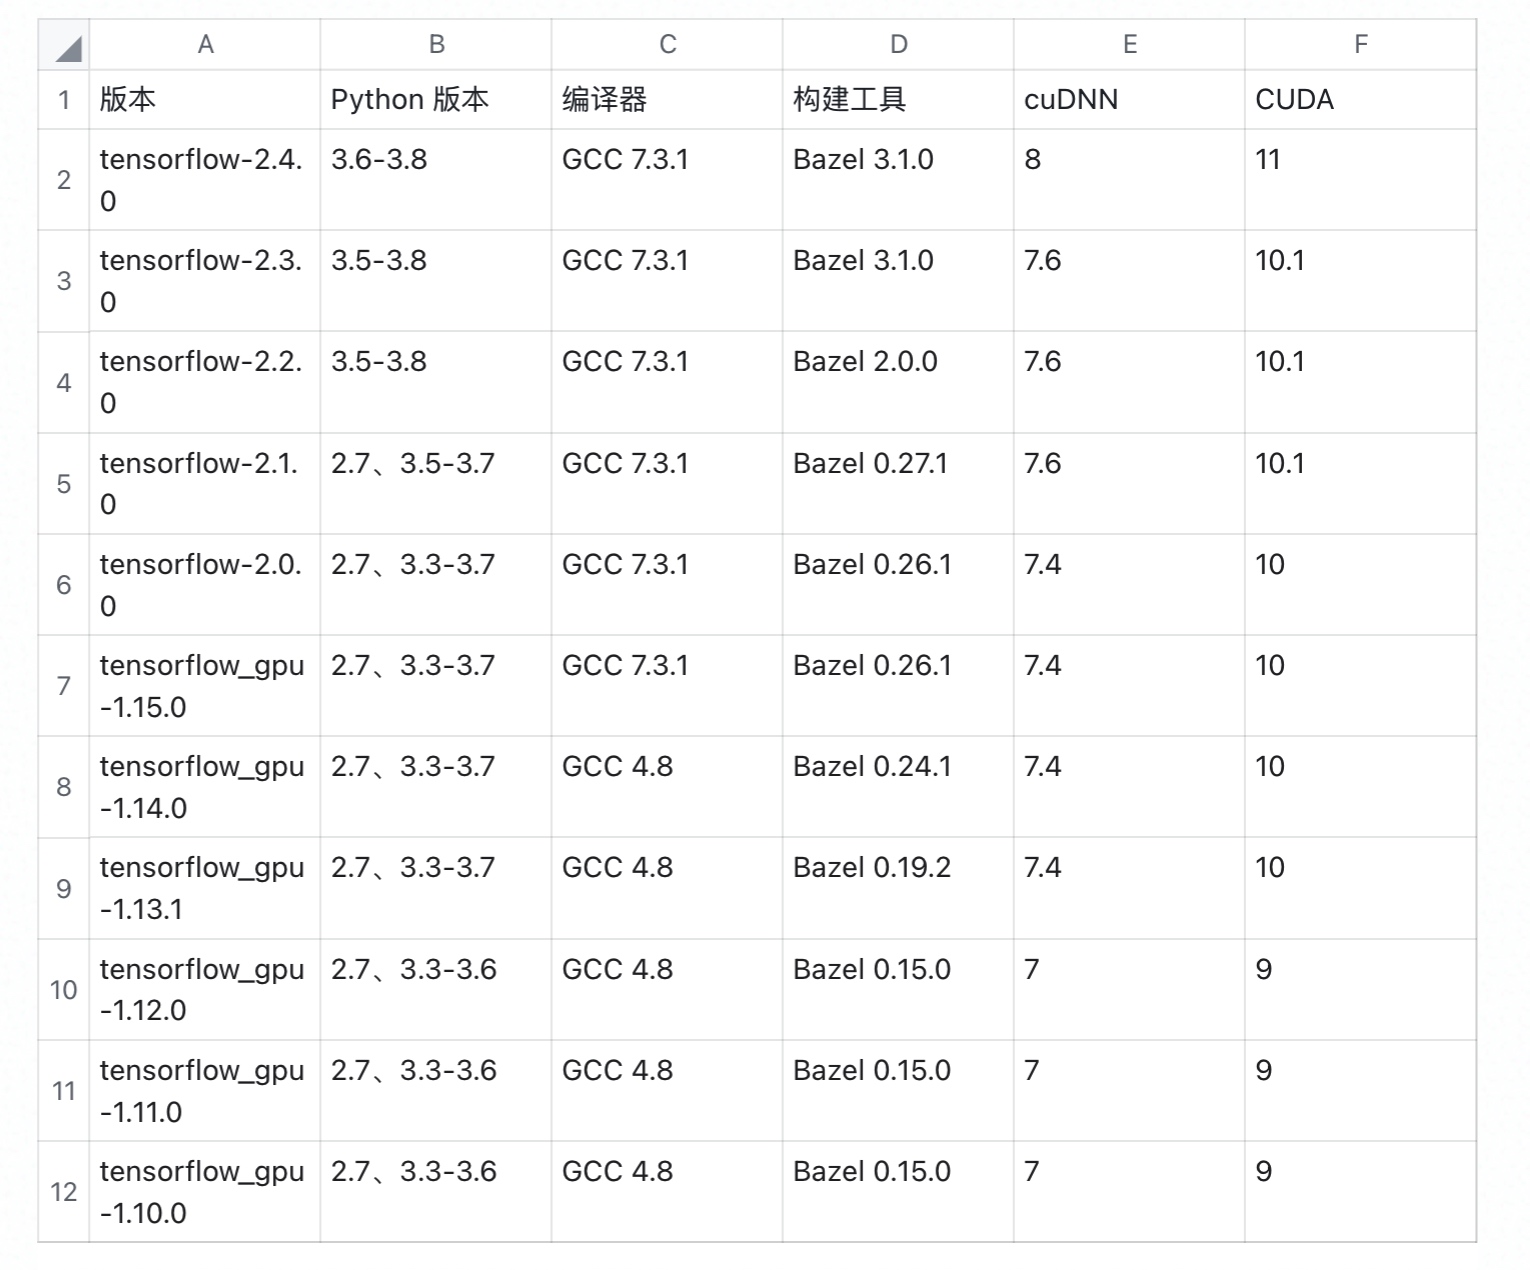 A B C D E F
1 版本 Python 版本 编译器 构建工具 cuDNN CUDA
2 tensorflow-2.4. 3.6-3.8 GCC 7.3.1 Bazel 3.1.0 8 11
0
3 tensorflow-2.3. 3.5-3.8 GCC 7.3.1 Bazel 3.1.0 7.6 10.1
0
4 tensorflow-2.2. 3.5-3.8 GCC 7.3.1 Bazel 2.0.0 7.6 10.1
0
5 tensorflow-2.1. 2.7、3.5-3.7 GCC 7.3.1 Bazel 0.27.1 7.6 10.1
0
6 tensorflow-2.0. 2.7、3.3-3.7 GCC 7.3.1 Bazel 0.26.1 7.4 10
0
7 tensorflow_gpu 2.7、3.3-3.7 GCC 7.3.1 Bazel 0.26.1 7.4 10
-1.15.0
8 tensorflow_gpu 2.7、3.3-3.7 GCC 4.8 Bazel 0.24.1 7.4 10
-1.14.0
9 tensorflow_gpu 2.7、3.3-3.7 GCC 4.8 Bazel 0.19.2 7.4 10
-1.13.1
10 tensorflow_gpu 2.7、3.3-3.6 GCC 4.8 Bazel 0.15.0 7 9
-1.12.0
11 tensorflow_gpu 2.7、3.3-3.6 GCC 4.8 Bazel 0.15.0 7 9
-1.11.0
12 tensorflow_gpu 2.7、3.3-3.6 GCC 4.8 Bazel 0.15.0 7 9
-1.10.0